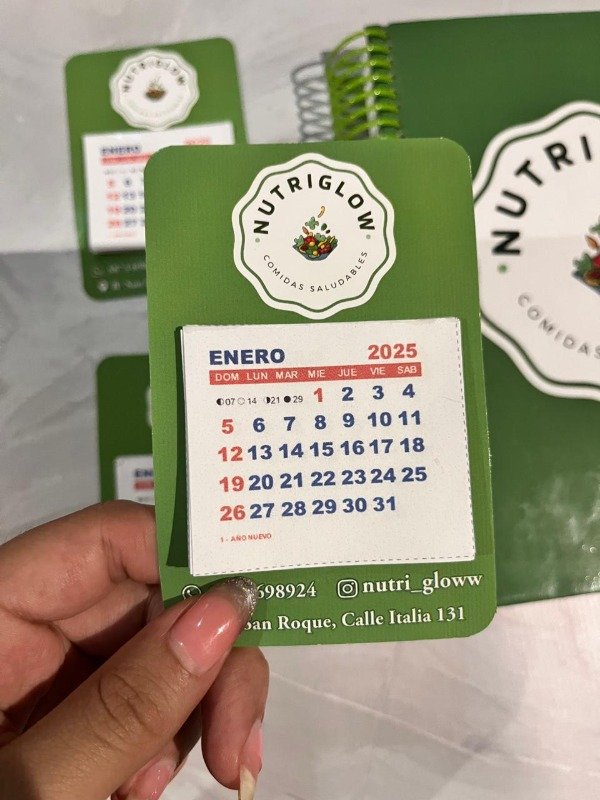 NUTRIGLOW
COMIDAS SALUDABLES
ENERO 2025
DOM LUN MAR MIE JUE VIE SAB
07 14 21 29 1 2 3 4
5 6 7 8 9 10 11
12 13 14 15 16 17 18
19 20 21 22 23 24 25
26 27 28 29 30 31
1 - AÑO NUEVO
698924 nutri_gloww
San Roque, Calle Italia 131
NUTRIGLOW
ENERO
NUTRI
COMIDAS